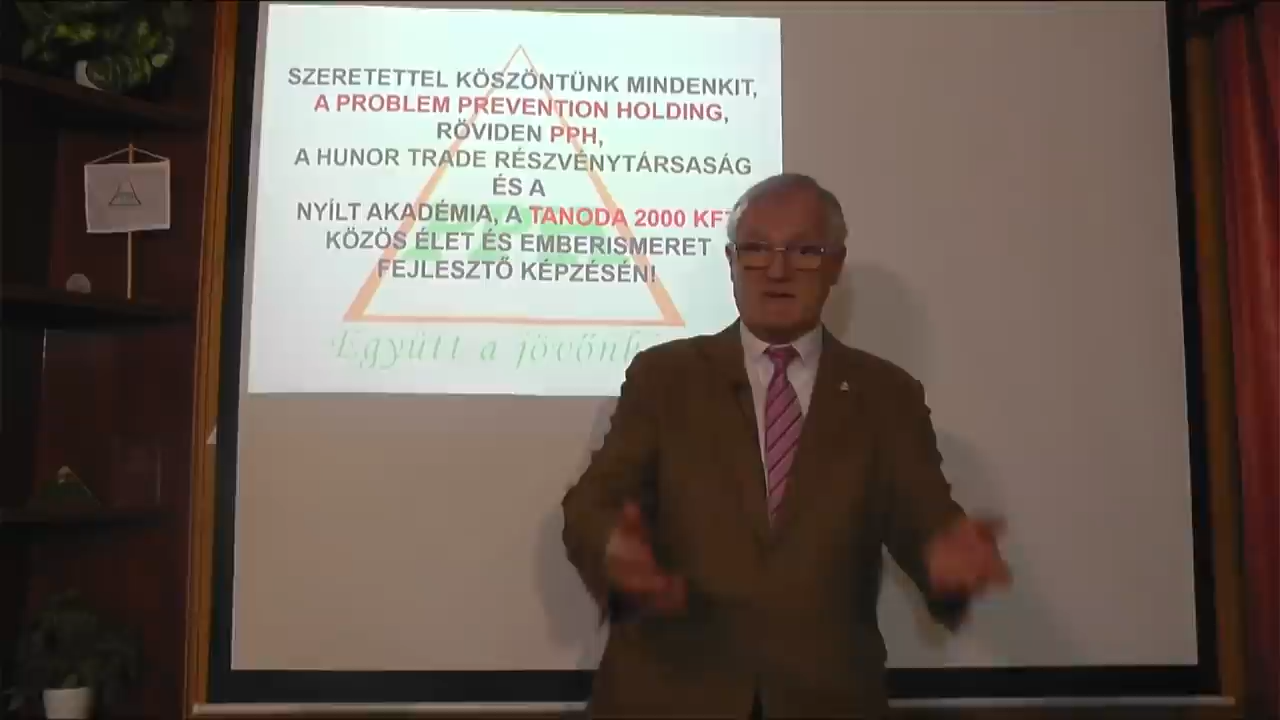 SZERETETTEL KÖSZÖNTÜNK MINDENKIT,
A PROBLEM PREVENTION HOLDING,
RÖVIDEN PPH,
A HUNOR TRADE RÉSZVÉNYTÁRSASÁG
ÉS A
NYÍLT AKADÉMIA, A TANODA 2000 KFT
KÖZÖS ÉLET ÉS EMBERISMERET
FEJLESZTŐ KÉPZÉSÉN!
Együtt a